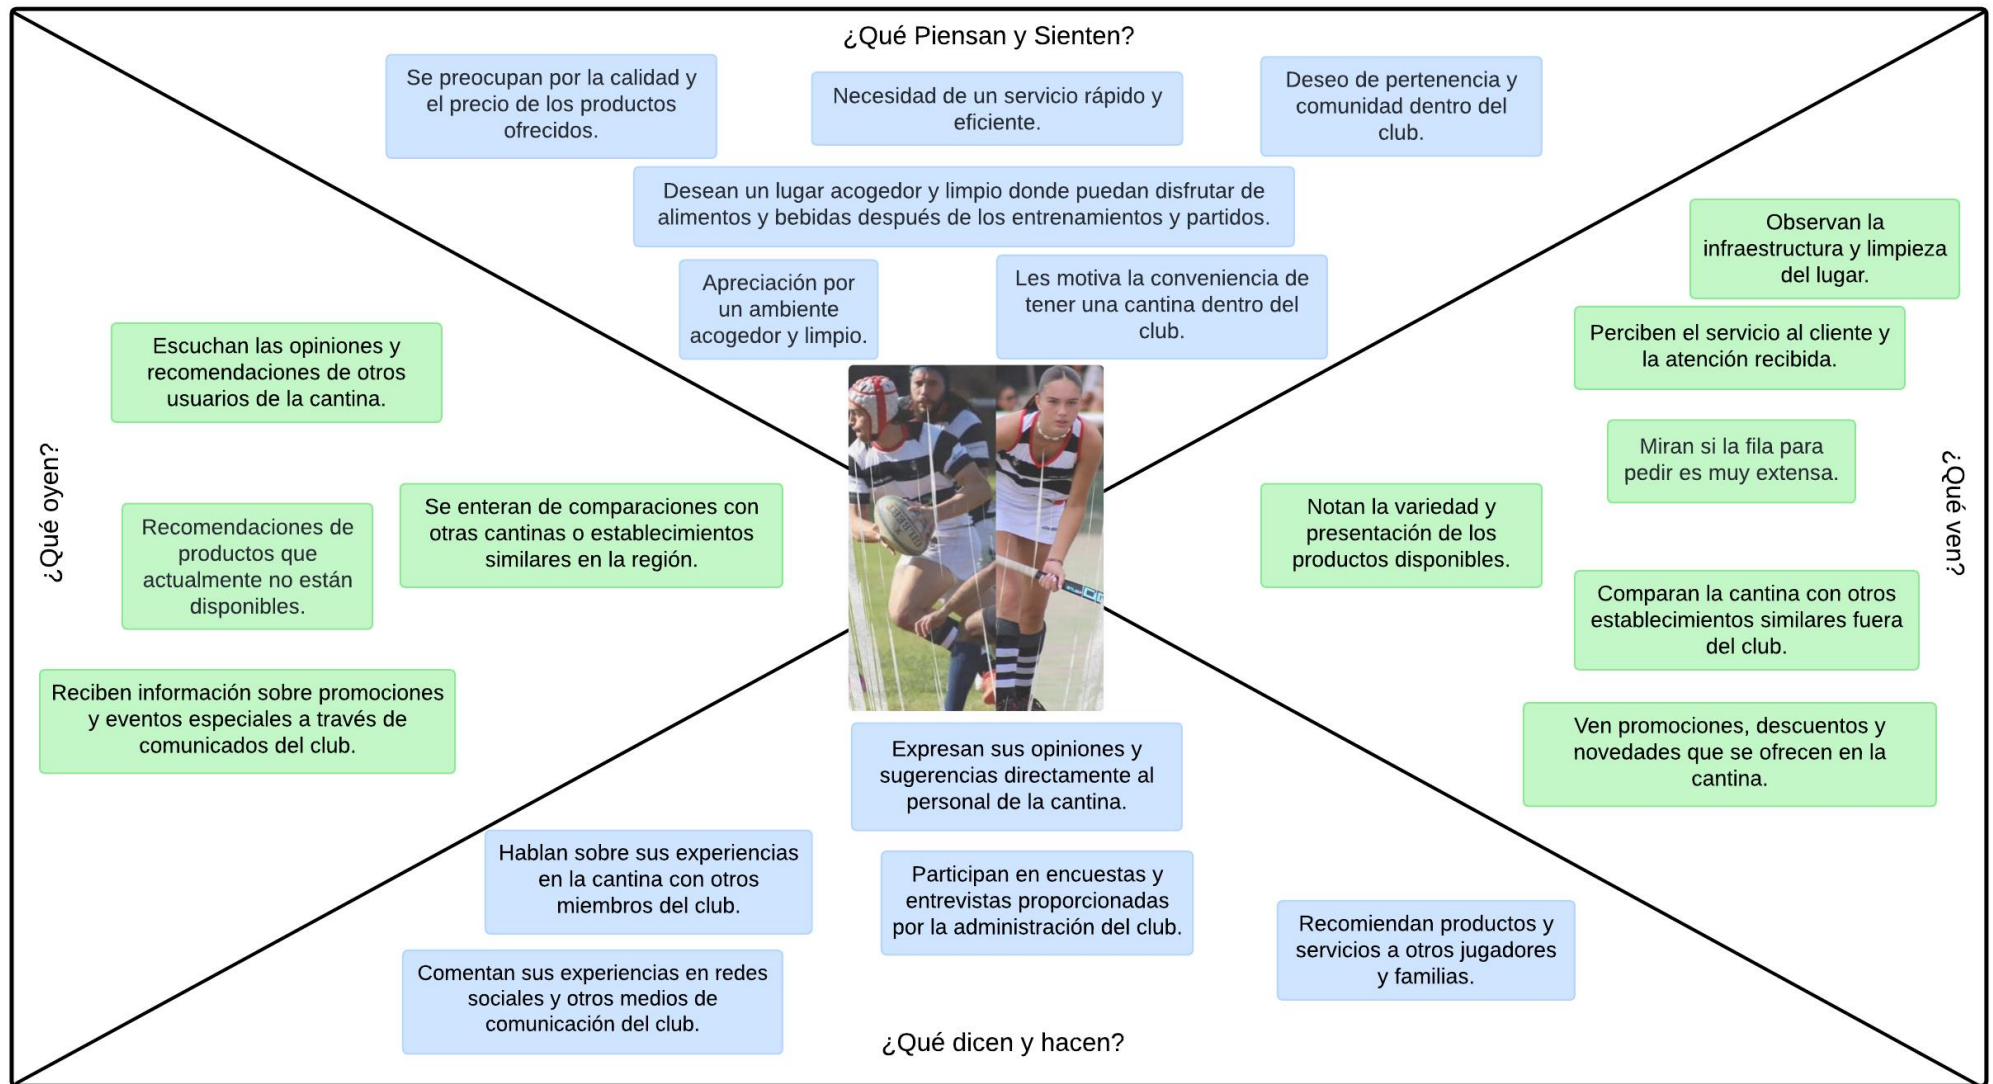 ¿Qué Piensan y Sienten?
Se preocupan por la calidad y
el precio de los productos
ofrecidos.
Necesidad de un servicio rápido y
eficiente.
Deseo de pertenencia y
comunidad dentro del
club.
Desean un lugar acogedor y limpio donde puedan disfrutar de
alimentos y bebidas después de los entrenamientos y partidos.
Apreciación por
un ambiente
acogedor y limpio.
Les motiva la conveniencia de
tener una cantina dentro del
club.
¿Qué oyen?
Escuchan las opiniones y
recomendaciones de otros
usuarios de la cantina.
Se enteran de comparaciones con
otras cantinas o establecimientos
similares en la región.
Recomendaciones de
productos que
actualmente no están
disponibles.
Reciben información sobre promociones
y eventos especiales a través de
comunicados del club.
GILBERT
¿Qué ven?
Observan la
infraestructura y limpieza
del lugar.
Perciben el servicio al cliente y
la atención recibida.
Miran si la fila para
pedir es muy extensa.
Notan la variedad y
presentación de los
productos disponibles.
Comparan la cantina con otros
establecimientos similares fuera
del club.
Ven promociones, descuentos y
novedades que se ofrecen en la
cantina.
Expresan sus opiniones y
sugerencias directamente al
personal de la cantina.
Hablan sobre sus experiencias
en la cantina con otros
miembros del club.
Participan en encuestas y
entrevistas proporcionadas
por la administración del club.
Recomiendan productos y
servicios a otros jugadores
y familias.
Comentan sus experiencias en redes
sociales y otros medios de
comunicación del club.
¿Qué dicen y hacen?